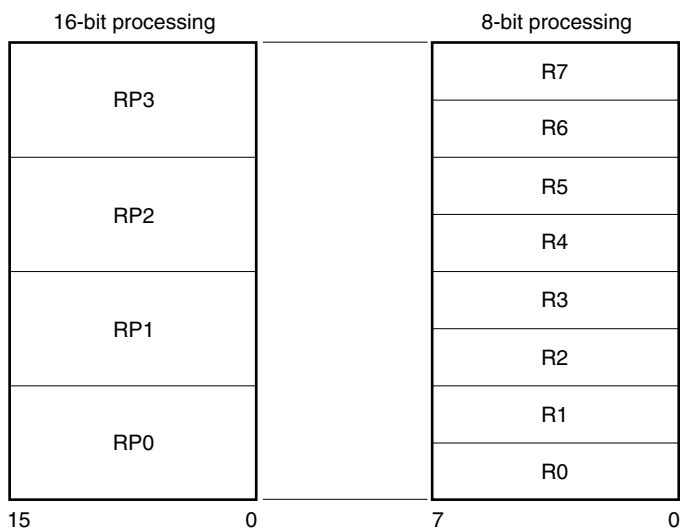 16-bit processing
8-bit processing
RP3
RP2
RP1
RP0
R7
R6
R5
R4
R3
R2
R1
R0
15 0
7 0